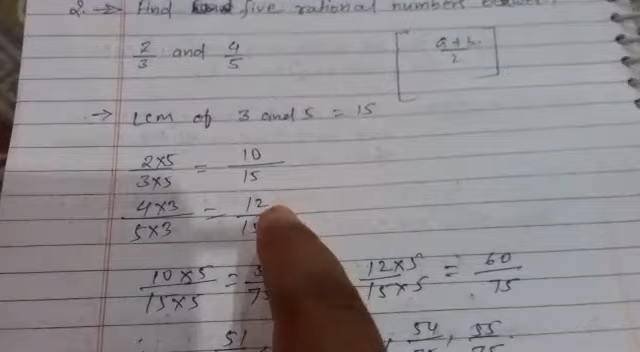 2. → Find five rational numbers
2/3 and 4/5 [a+b/2]
→ LCM of 3 and 5 = 15
2×5/3×5 = 10/15
4×3/5×3 = 12/15
10×5/15×5 = 12×5/15×5 = 60/75
51 , 54 , 55